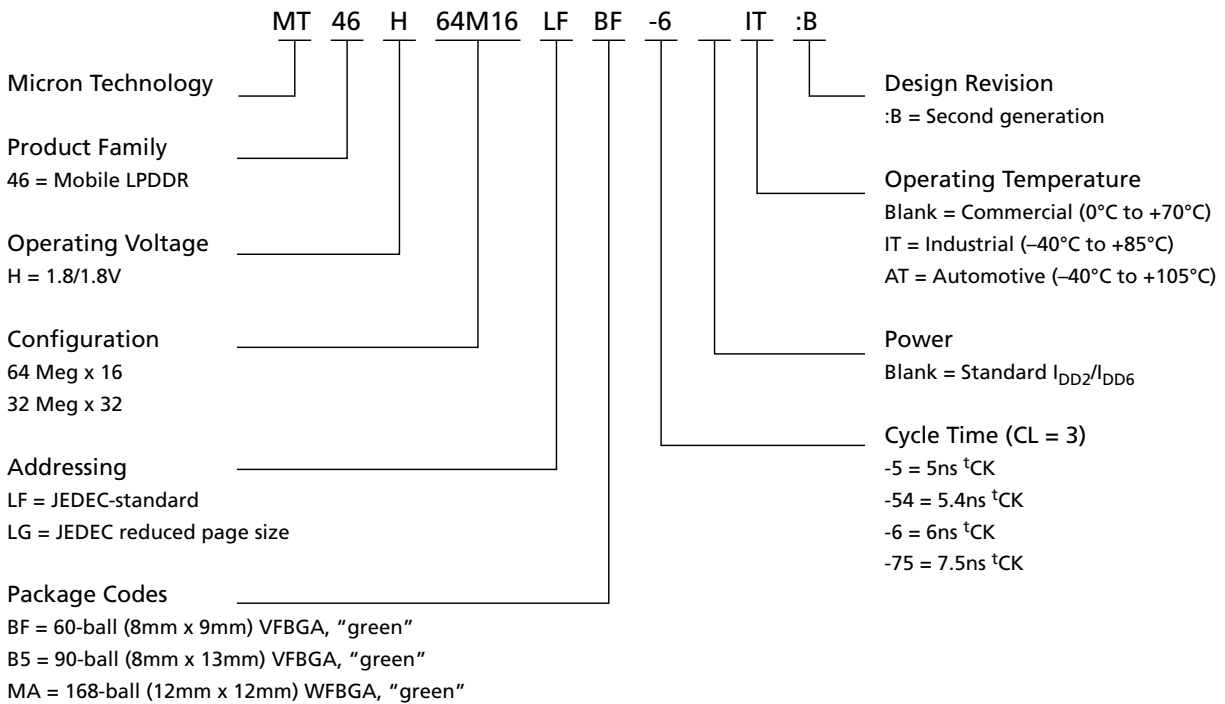 MT 46 H 64M16 LF BF -6 IT :B
Micron Technology
Product Family
46 = Mobile LPDDR
Operating Voltage
H = 1.8/1.8V
Configuration
64 Meg x 16
32 Meg x 32
Addressing
LF = JEDEC-standard
LG = JEDEC reduced page size
Package Codes
BF = 60-ball (8mm x 9mm) VFBGA, “green”
B5 = 90-ball (8mm x 13mm) VFBGA, “green”
MA = 168-ball (12mm x 12mm) WFBGA, “green”
Design Revision
:B = Second generation
Operating Temperature
Blank = Commercial (0°C to +70°C)
IT = Industrial (–40°C to +85°C)
AT = Automotive (–40°C to +105°C)
Power
Blank = Standard IDD2/IDD6
Cycle Time (CL = 3)
-5 = 5ns tCK
-54 = 5.4ns tCK
-6 = 6ns tCK
-75 = 7.5ns tCK